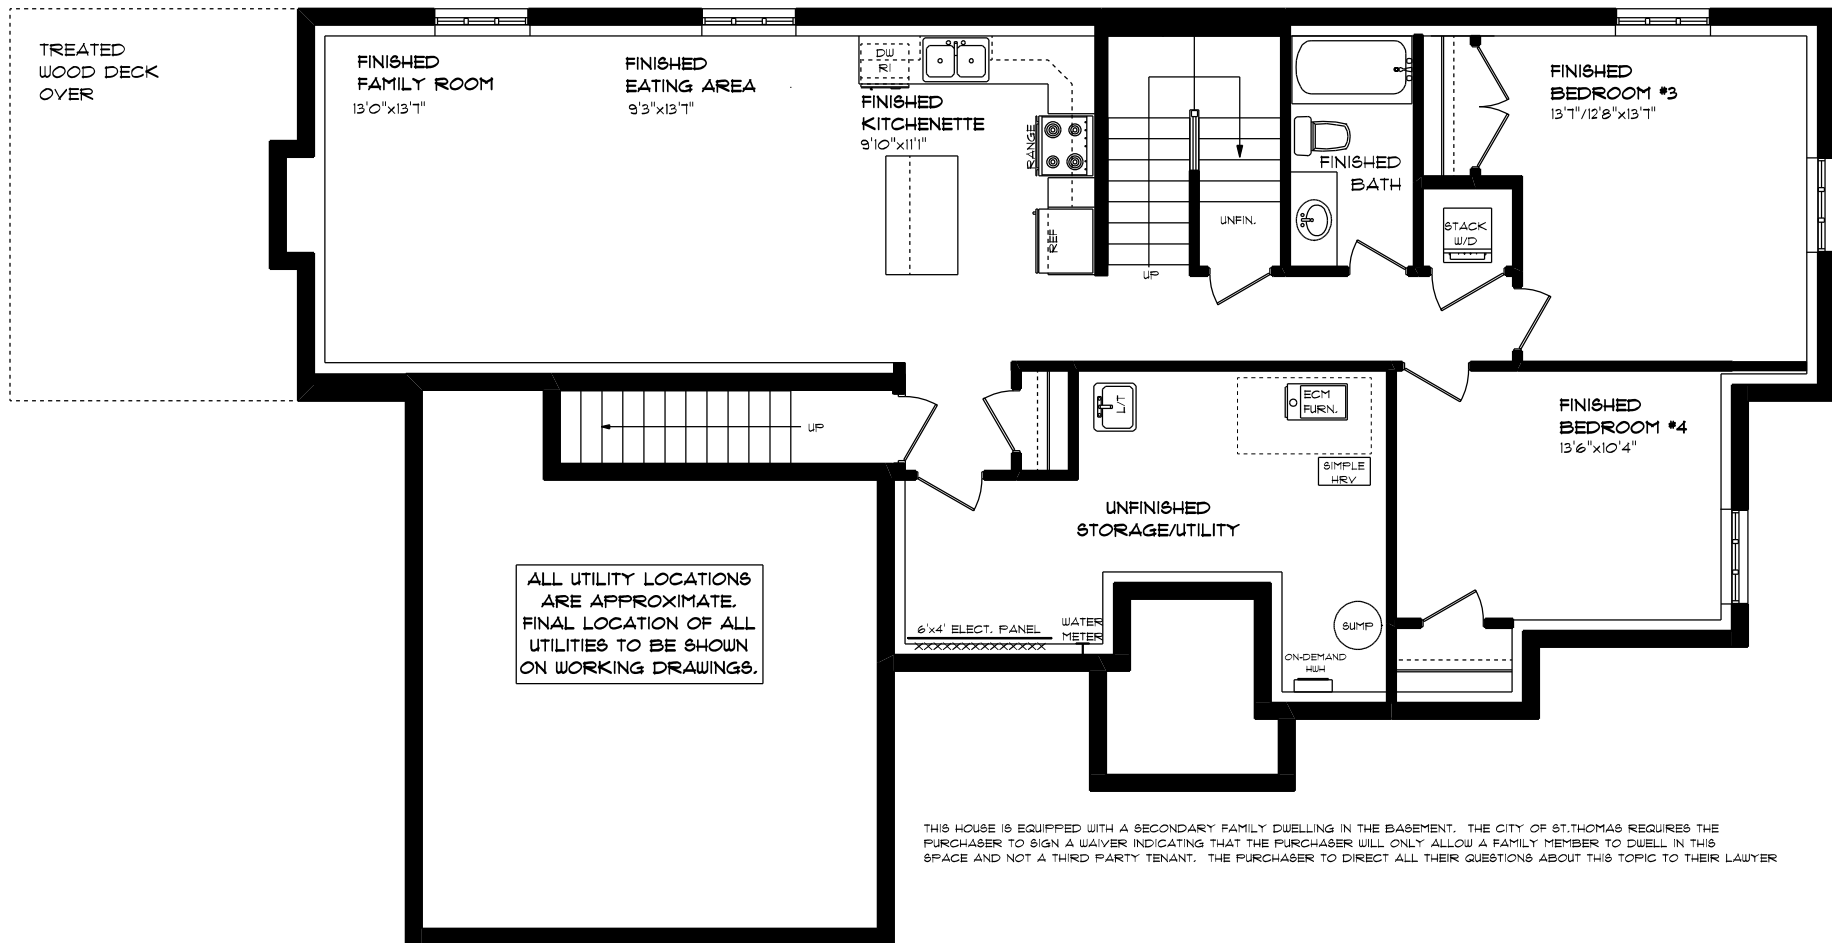 TREATED
WOOD DECK
OVER
FINISHED
FAMILY ROOM
13'0"x13'7"
FINISHED
EATING AREA
9'3"x13'7"
DW
RI
FINISHED
KITCHENETTE
9'10"x11'1"
RANGE
REF
UP
UNFIN.
FINISHED
BATH
STACK
W/D
FINISHED
BEDROOM #3
13'7"/12'8"x13'7"
UP
L/T
ECM
FURN.
SIMPLE
HRV
FINISHED
BEDROOM #4
13'6"x10'4"
UNFINISHED
STORAGE/UTILITY
ALL UTILITY LOCATIONS
ARE APPROXIMATE.
FINAL LOCATION OF ALL
UTILITIES TO BE SHOWN
ON WORKING DRAWINGS.
6'x4' ELECT. PANEL
WATER
METER
SUMP
ON-DEMAND
HWH
THIS HOUSE IS EQUIPPED WITH A SECONDARY FAMILY DWELLING IN THE BASEMENT. THE CITY OF ST.THOMAS REQUIRES THE
PURCHASER TO SIGN A WAIVER INDICATING THAT THE PURCHASER WILL ONLY ALLOW A FAMILY MEMBER TO DWELL IN THIS
SPACE AND NOT A THIRD PARTY TENANT. THE PURCHASER TO DIRECT ALL THEIR QUESTIONS ABOUT THIS TOPIC TO THEIR LAWYER